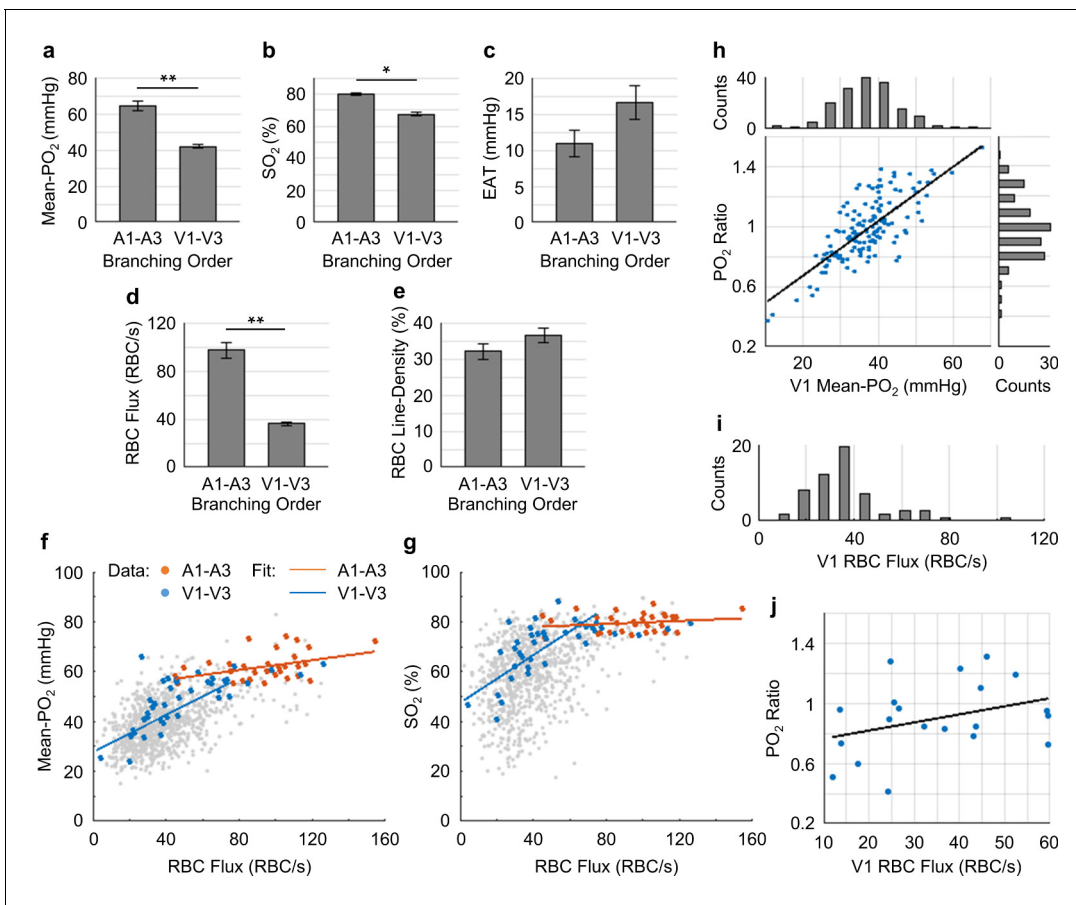 a
Mean-PO2 (mmHg)
80
60
40
20
0
**
A1-A3 V1-V3
Branching Order
b
SO2 (%)
80
60
40
20
0
*
A1-A3 V1-V3
Branching Order
c
EAT (mmHg)
20
15
10
5
0
A1-A3 V1-V3
Branching Order
d
RBC Flux (RBC/s)
120
80
40
0
**
A1-A3 V1-V3
Branching Order
e
RBC Line-Density (%)
40
30
20
10
0
A1-A3 V1-V3
Branching Order
f
Data: A1-A3 Fit: A1-A3
V1-V3 V1-V3
Mean-PO2 (mmHg)
100
80
60
40
20
0
0 40 80 120 160
RBC Flux (RBC/s)
g
SO2 (%)
100
80
60
40
20
0
0 40 80 120 160
RBC Flux (RBC/s)
h
Counts
40
0
PO2 Ratio
1.4
1
0.6
0.2
20 40 60
V1 Mean-PO2 (mmHg)
0 30
Counts
i
Counts
20
0
0 40 80 120
V1 RBC Flux (RBC/s)
j
PO2 Ratio
1.6
1.4
1
0.6
0.2
10 20 30 40 50 60
V1 RBC Flux (RBC/s)